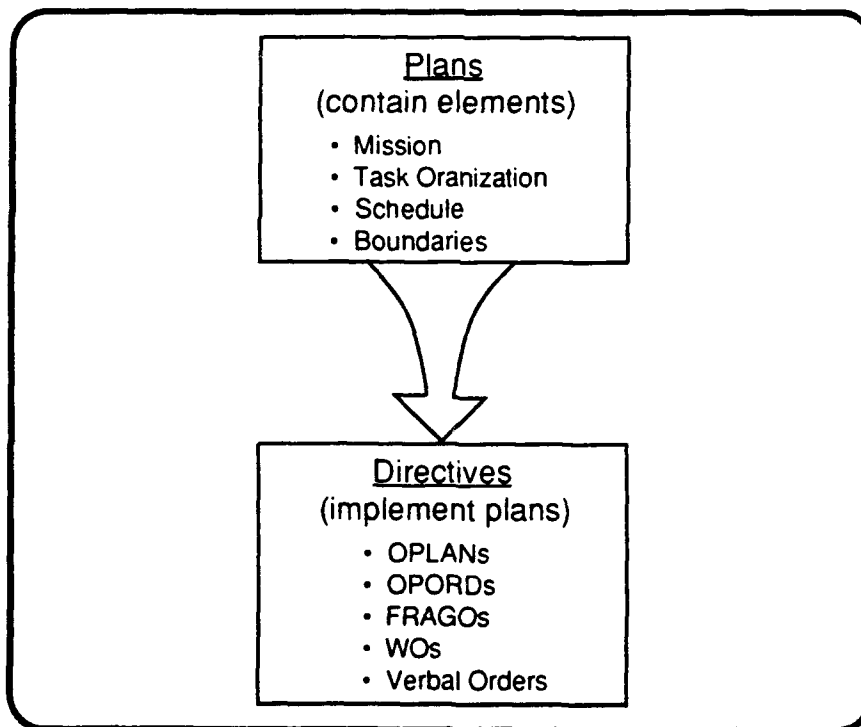 Plans
(contain elements)
• Mission
• Task Oranization
• Schedule
• Boundaries
Directives
(implement plans)
• OPLANs
• OPORDs
• FRAGOs
• WOs
• Verbal Orders